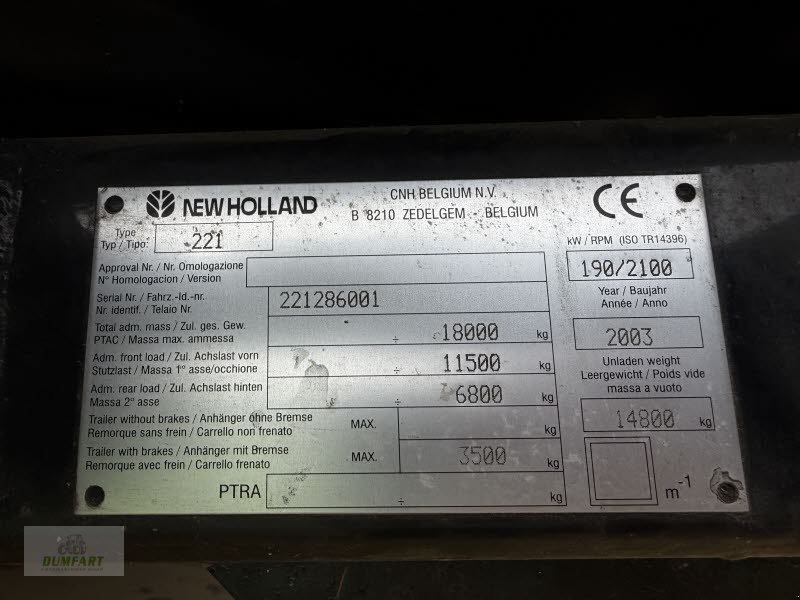 NEW HOLLAND
CNH BELGIUM N.V.
B 8210 ZEDELGEM - BELGIUM
CE
Type
Typ / Tipo: 221
kW / RPM (ISO TR14396)
190/2100
Approval Nr. / Nr. Omologazione
N° Homologacion / Version
Serial Nr. / Fahrz.-Id.-nr.
Nr. identif. / Telaio Nr.
221286001
Year / Baujahr
Année / Anno
2003
Total adm. mass / Zul. ges. Gew.
PTAC / Massa max. ammessa
÷ 18000 kg
Adm. front load / Zul. Achslast vorn
Stutzlast / Massa 1° asse/occhione
÷ 11500 kg
Unladen weight
Leergewicht / Poids vide
massa a vuoto
14800 kg
Adm. rear load / Zul. Achslast hinten
Massa 2° asse
÷ 6800 kg
Trailer without brakes / Anhänger ohne Bremse
Remorque sans frein / Carrello non frenato
MAX. kg
Trailer with brakes / Anhänger mit Bremse
Remorque avec frein / Carrello frenato
MAX. 3500 kg
PTRA ÷ kg
m-1
DUMFART